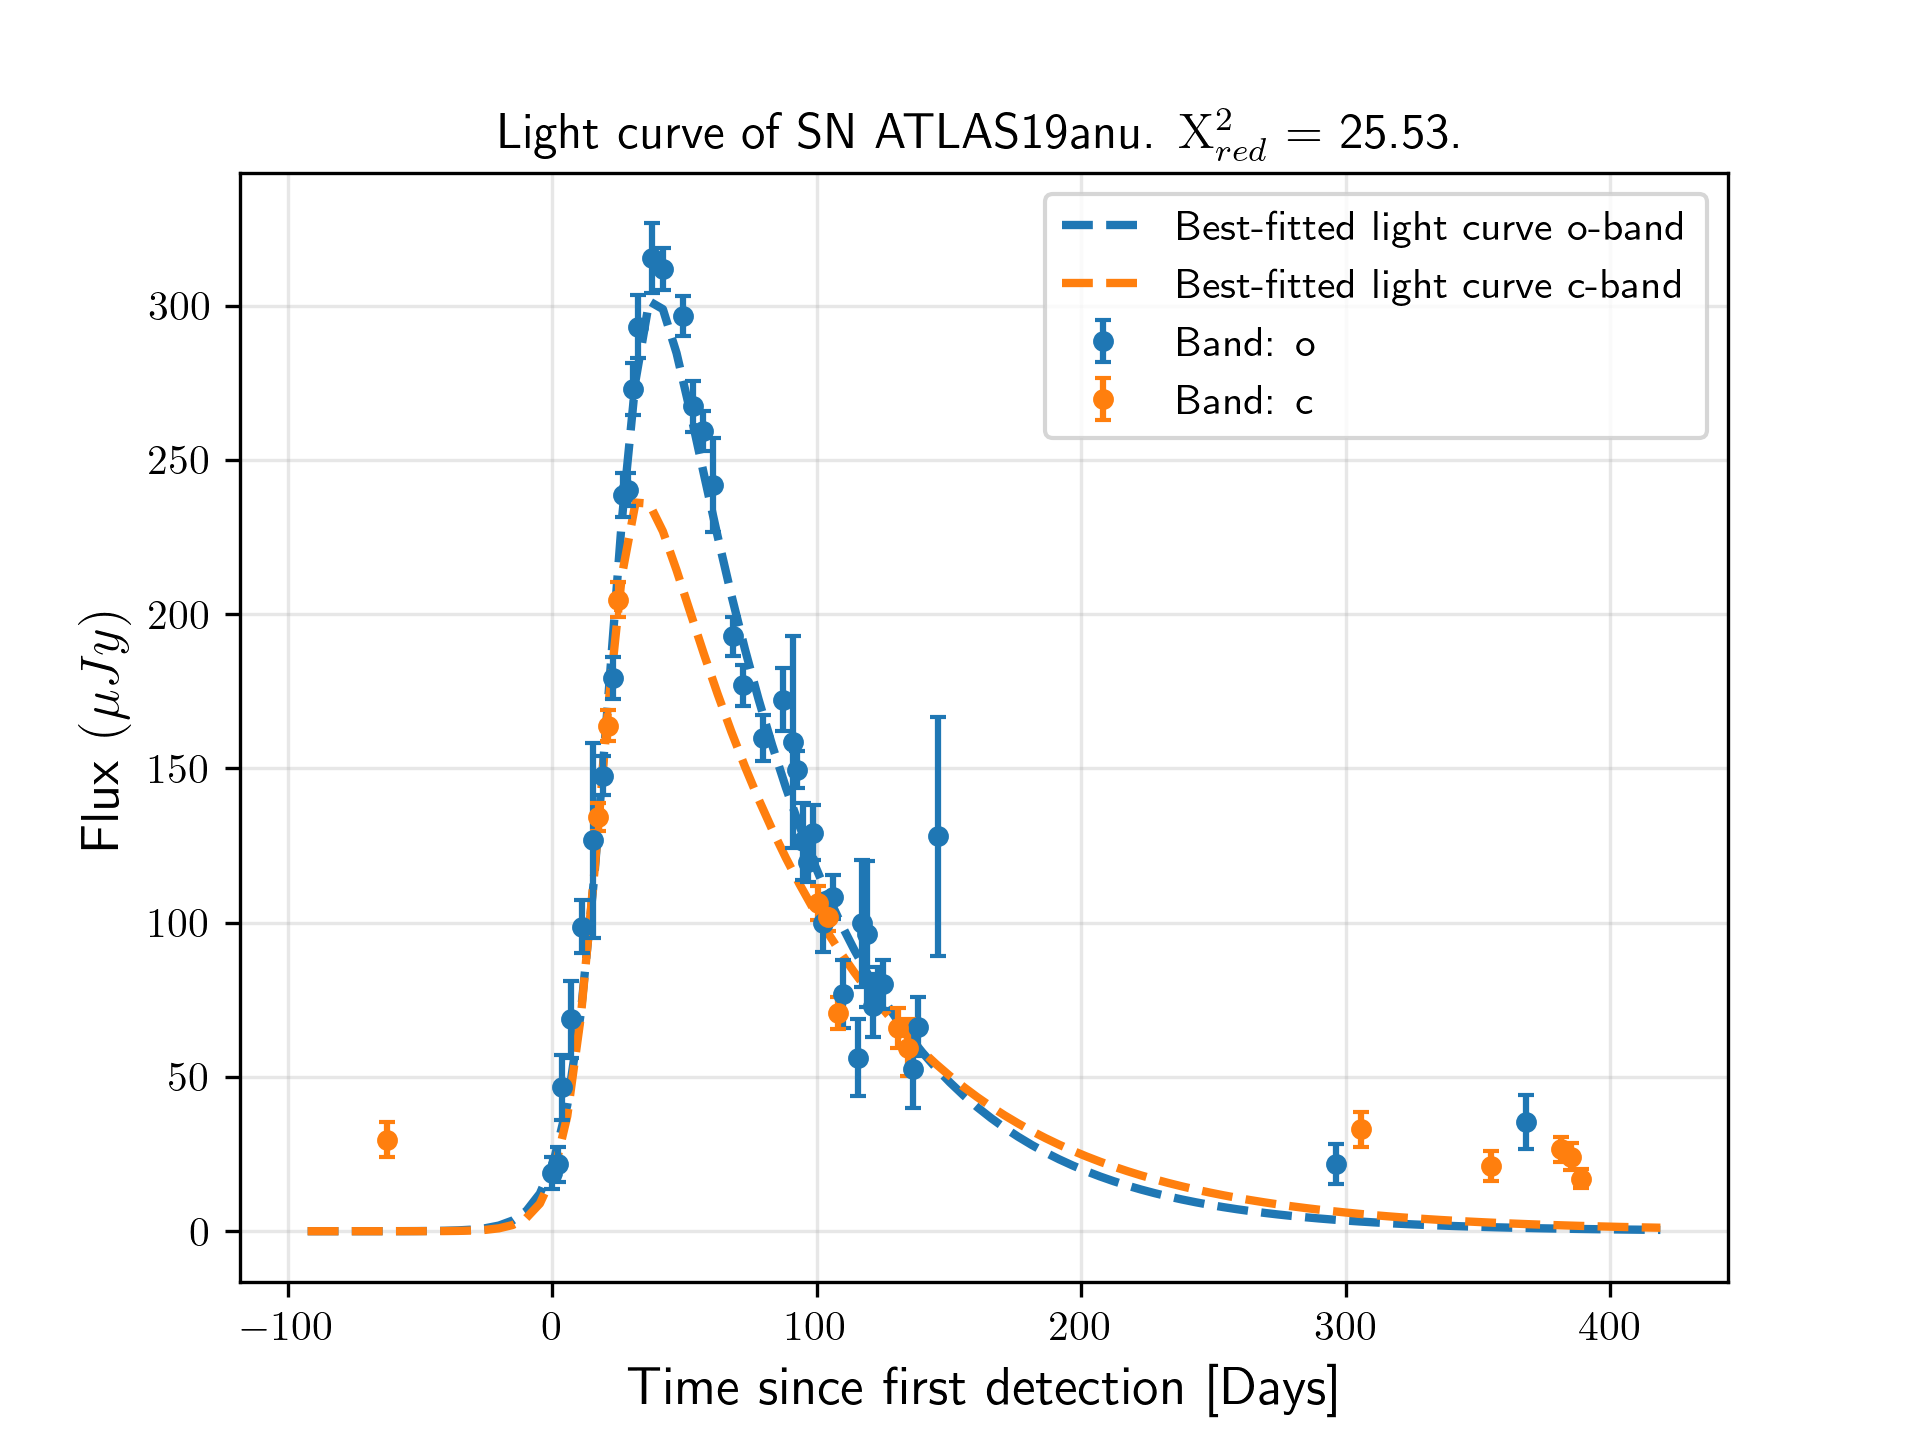 Light curve of SN ATLAS19anu. X²red = 25.53.
Best-fitted light curve o-band
Best-fitted light curve c-band
Band: o
Band: c
300
250
200
150
100
50
0
Flux (μJy)
−100 0 100 200 300 400
Time since first detection [Days]